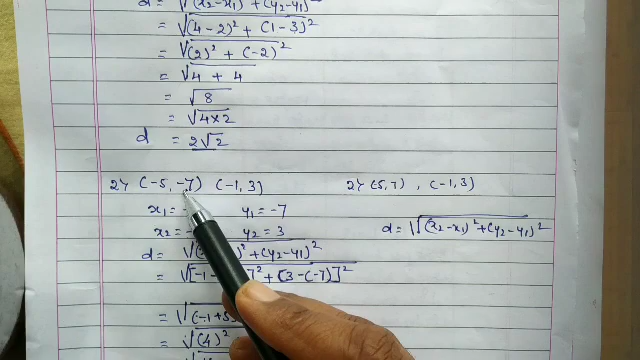 d = √(x₂-x₁)² + (y₂-y₁)²
= √(4-2)² + (1-3)²
= √(2)² + (-2)²
= √4 + 4
= √8
= √4×2
d = 2√2
2) (-5, -7) (-1, 3)
x₁ = - y₁ = -7
x₂ = - y₂ = 3
d = )² + (y₂-y₁)²
= √[-1 - ]² + [3-(-7)]²
= √(-1+5)
= √(4)²
2) (-5, 7) , (-1, 3)
d = √(x₂-x₁)² + (y₂-y₁)²